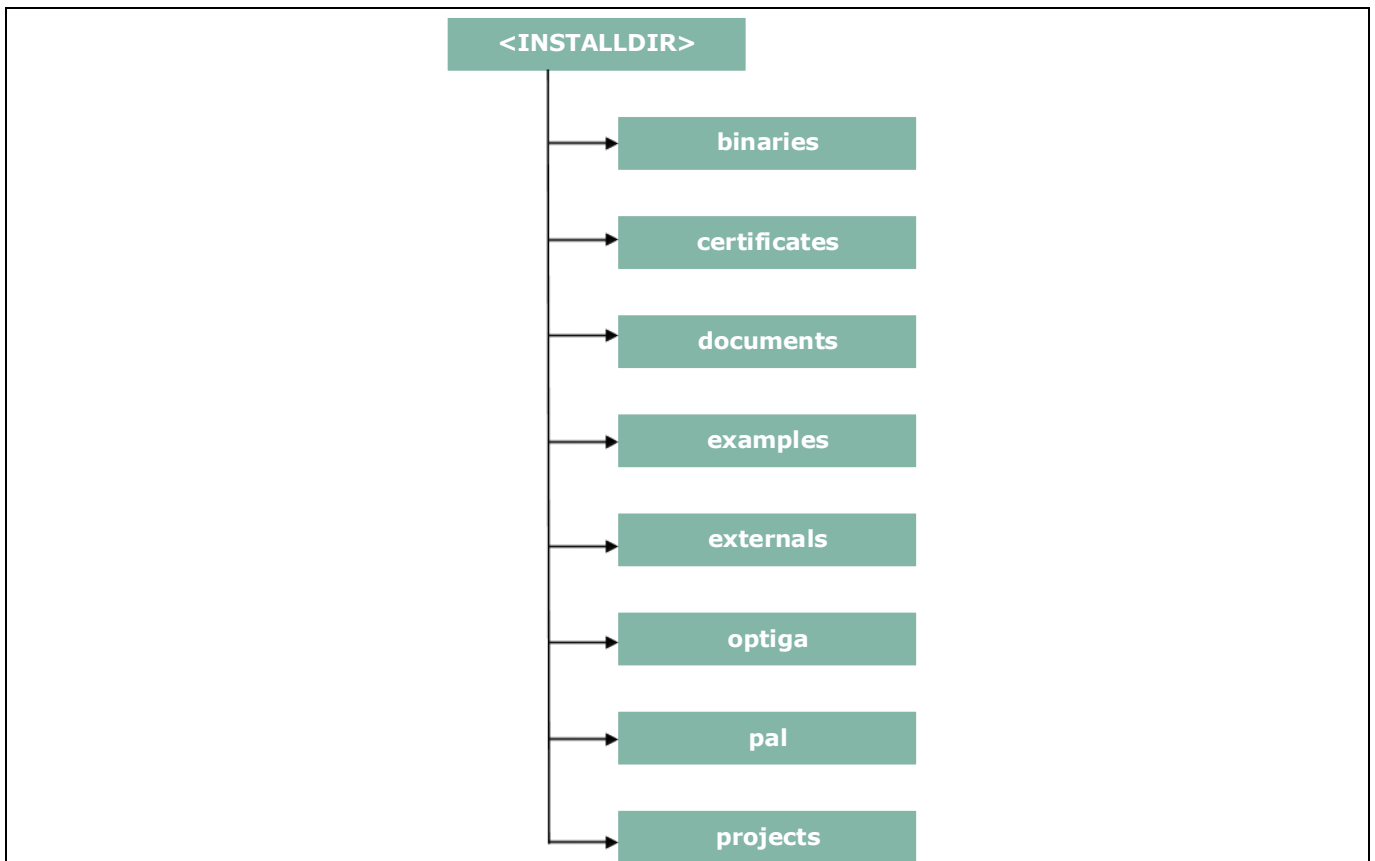 <INSTALLDIR>
binaries
certificates
documents
examples
externals
optiga
pal
projects